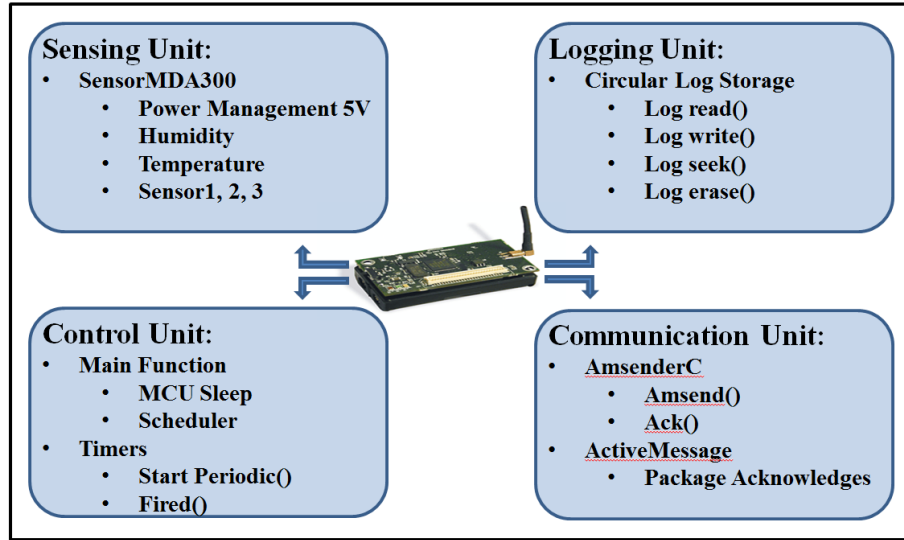 Sensing Unit:
• SensorMDA300
• Power Management 5V
• Humidity
• Temperature
• Sensor1, 2, 3
Logging Unit:
• Circular Log Storage
• Log read()
• Log write()
• Log seek()
• Log erase()
Control Unit:
• Main Function
• MCU Sleep
• Scheduler
• Timers
• Start Periodic()
• Fired()
Communication Unit:
• AmsenderC
• Amsend()
• Ack()
• ActiveMessage
• Package Acknowledges